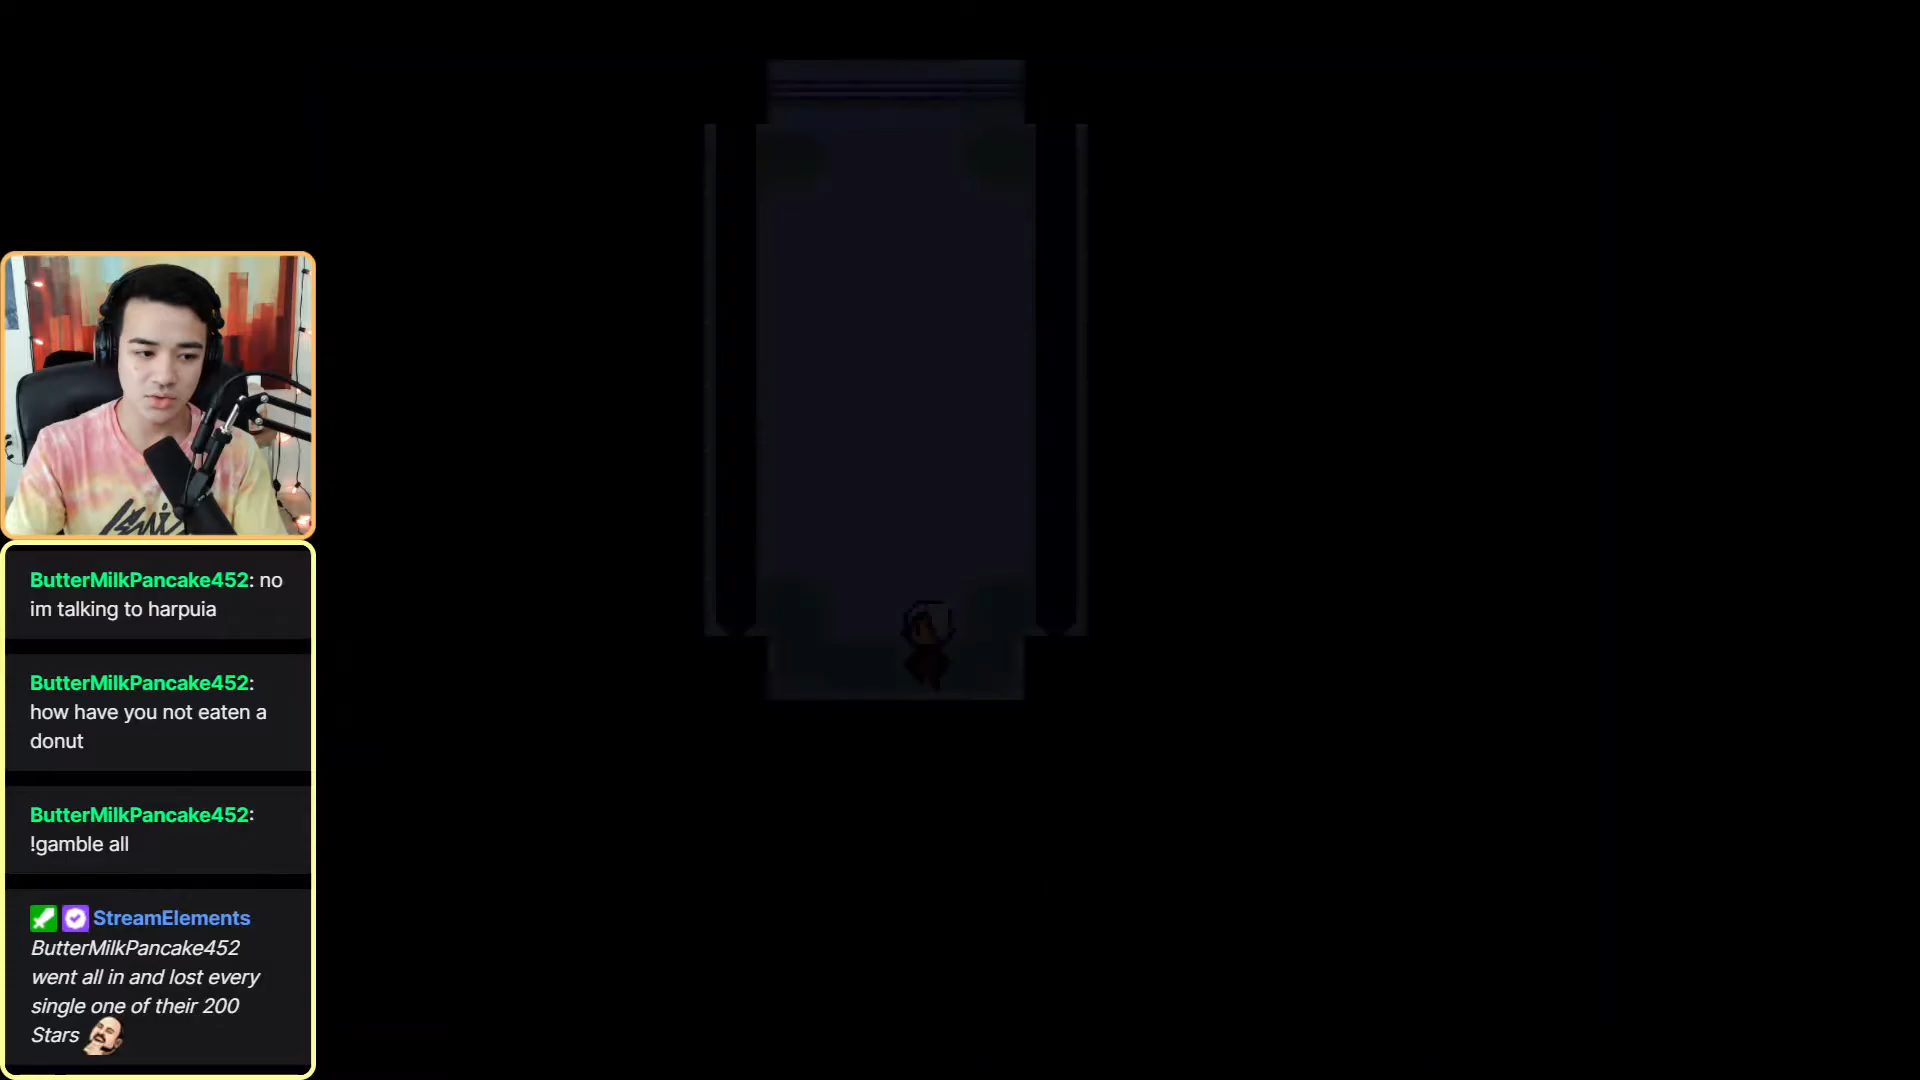 ButterMilkPancake452: no
im talking to harpuia
ButterMilkPancake452:
how have you not eaten a
donut
ButterMilkPancake452:
!gamble all
StreamElements
ButterMilkPancake452
went all in and lost every
single one of their 200
Stars